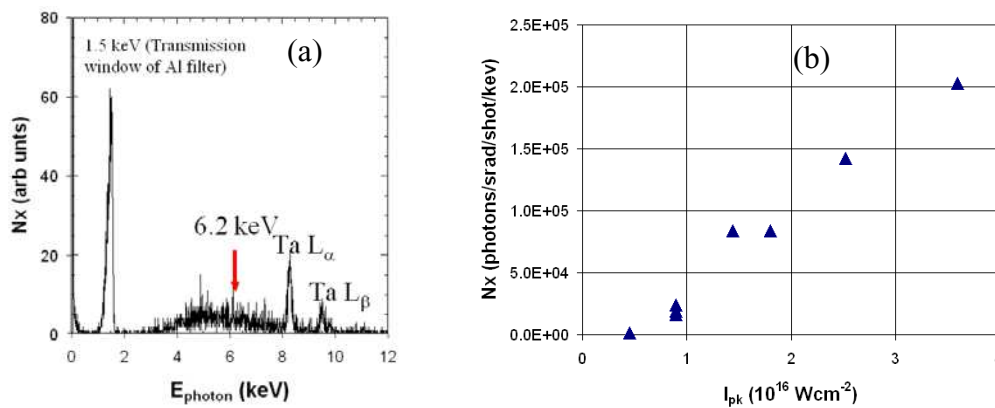 80
60
40
20
0
0
2
4
6
8
10
12
Nx (arb unts)
E photon (keV)
1.5 keV (Transmission
window of Al filter)
(a)
6.2 keV
Ta Lα
Ta Lβ
2.5E+05
2.0E+05
1.5E+05
1.0E+05
5.0E+04
0.0E+00
0
1
2
3
Nx (photons/srad/shot/kev)
Ipk (10^16 Wcm^-2)
(b)